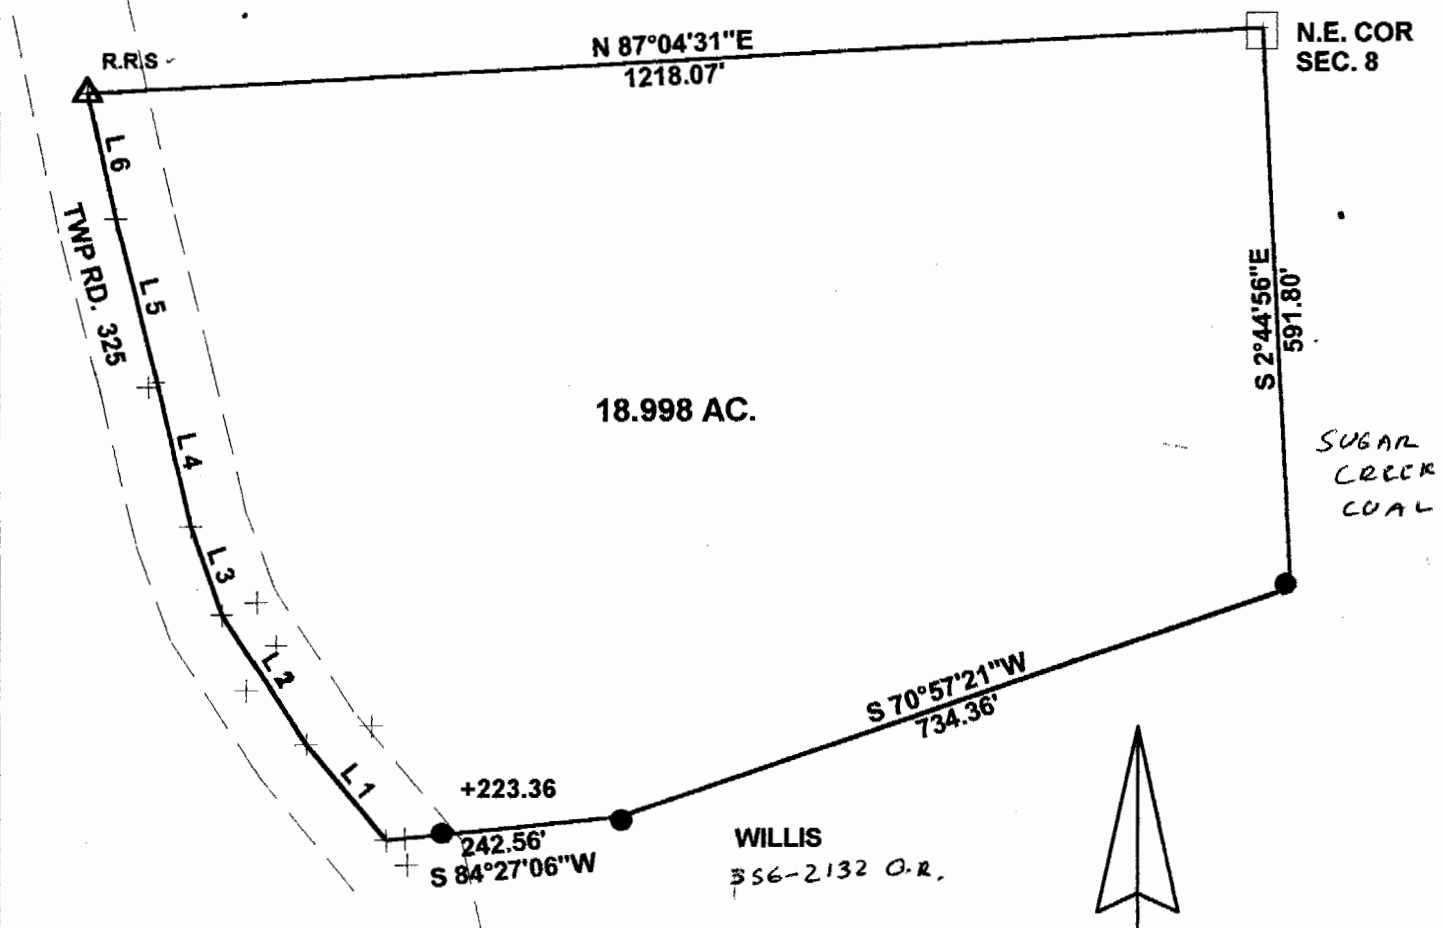 N 87°04'31"E
1218.07'
N.E. COR
SEC. 8
R.R.S
L 6
TWP RD. 325
L 5
S 2°44'56"E
591.80'
18.998 AC.
L 4
SUGAR
CREEK
COAL
L 3
L 2
S 70°57'21"W
734.36'
L 1
+223.36
242.56'
S 84°27'06"W
WILLIS
356-2132 O.R.